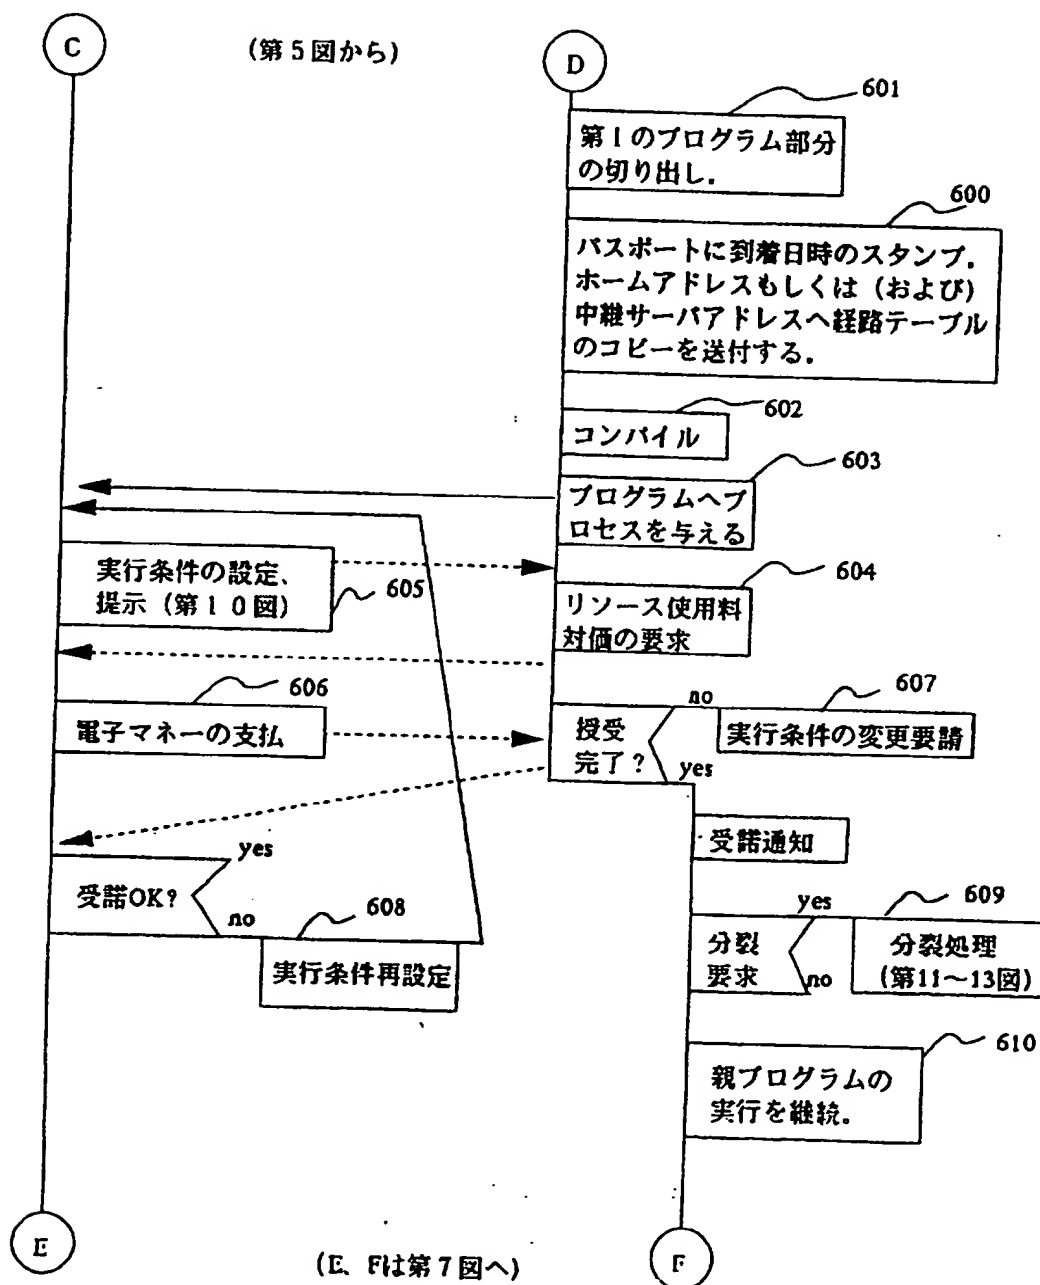 C
(第5図から)
D
601
第1のプログラム部分
の切り出し.
600
パスポートに到着日時のスタンプ.
ホームアドレスもしくは (および)
中継サーバアドレスへ経路テーブル
のコピーを送付する.
602
コンパイル
603
プログラムへプ
ロセスを与える
実行条件の設定、
提示 (第10図)
605
604
リソース使用料
対価の要求
606
電子マネーの支払
授受
完了?
no
yes
607
実行条件の変更要請
受諾通知
受諾OK?
yes
no
608
実行条件再設定
分裂
要求
yes
no
609
分裂処理
(第11～13図)
610
親プログラムの
実行を継続.
E
(E、Fは第7図へ)
F